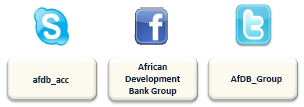 afdb_acc
African
Development
Bank Group
AfDB_Group